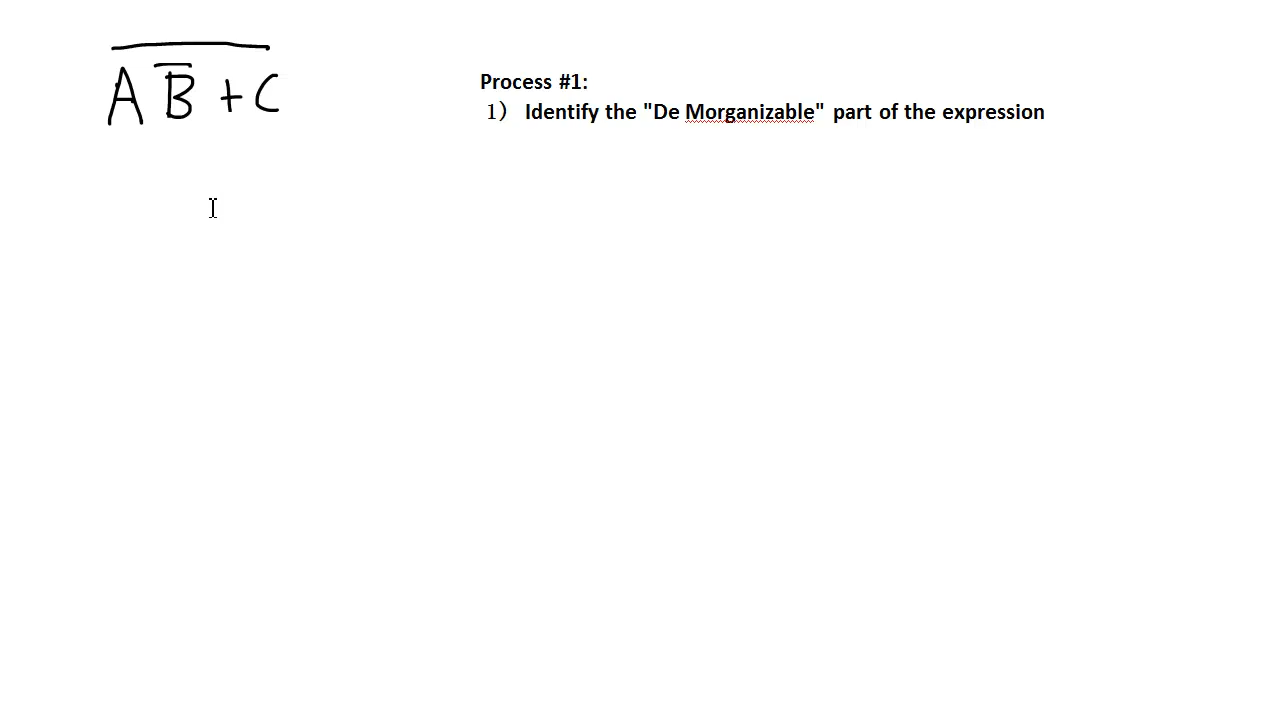 A B̅ + C
Process #1:
1) Identify the "De Morganizable" part of the expression